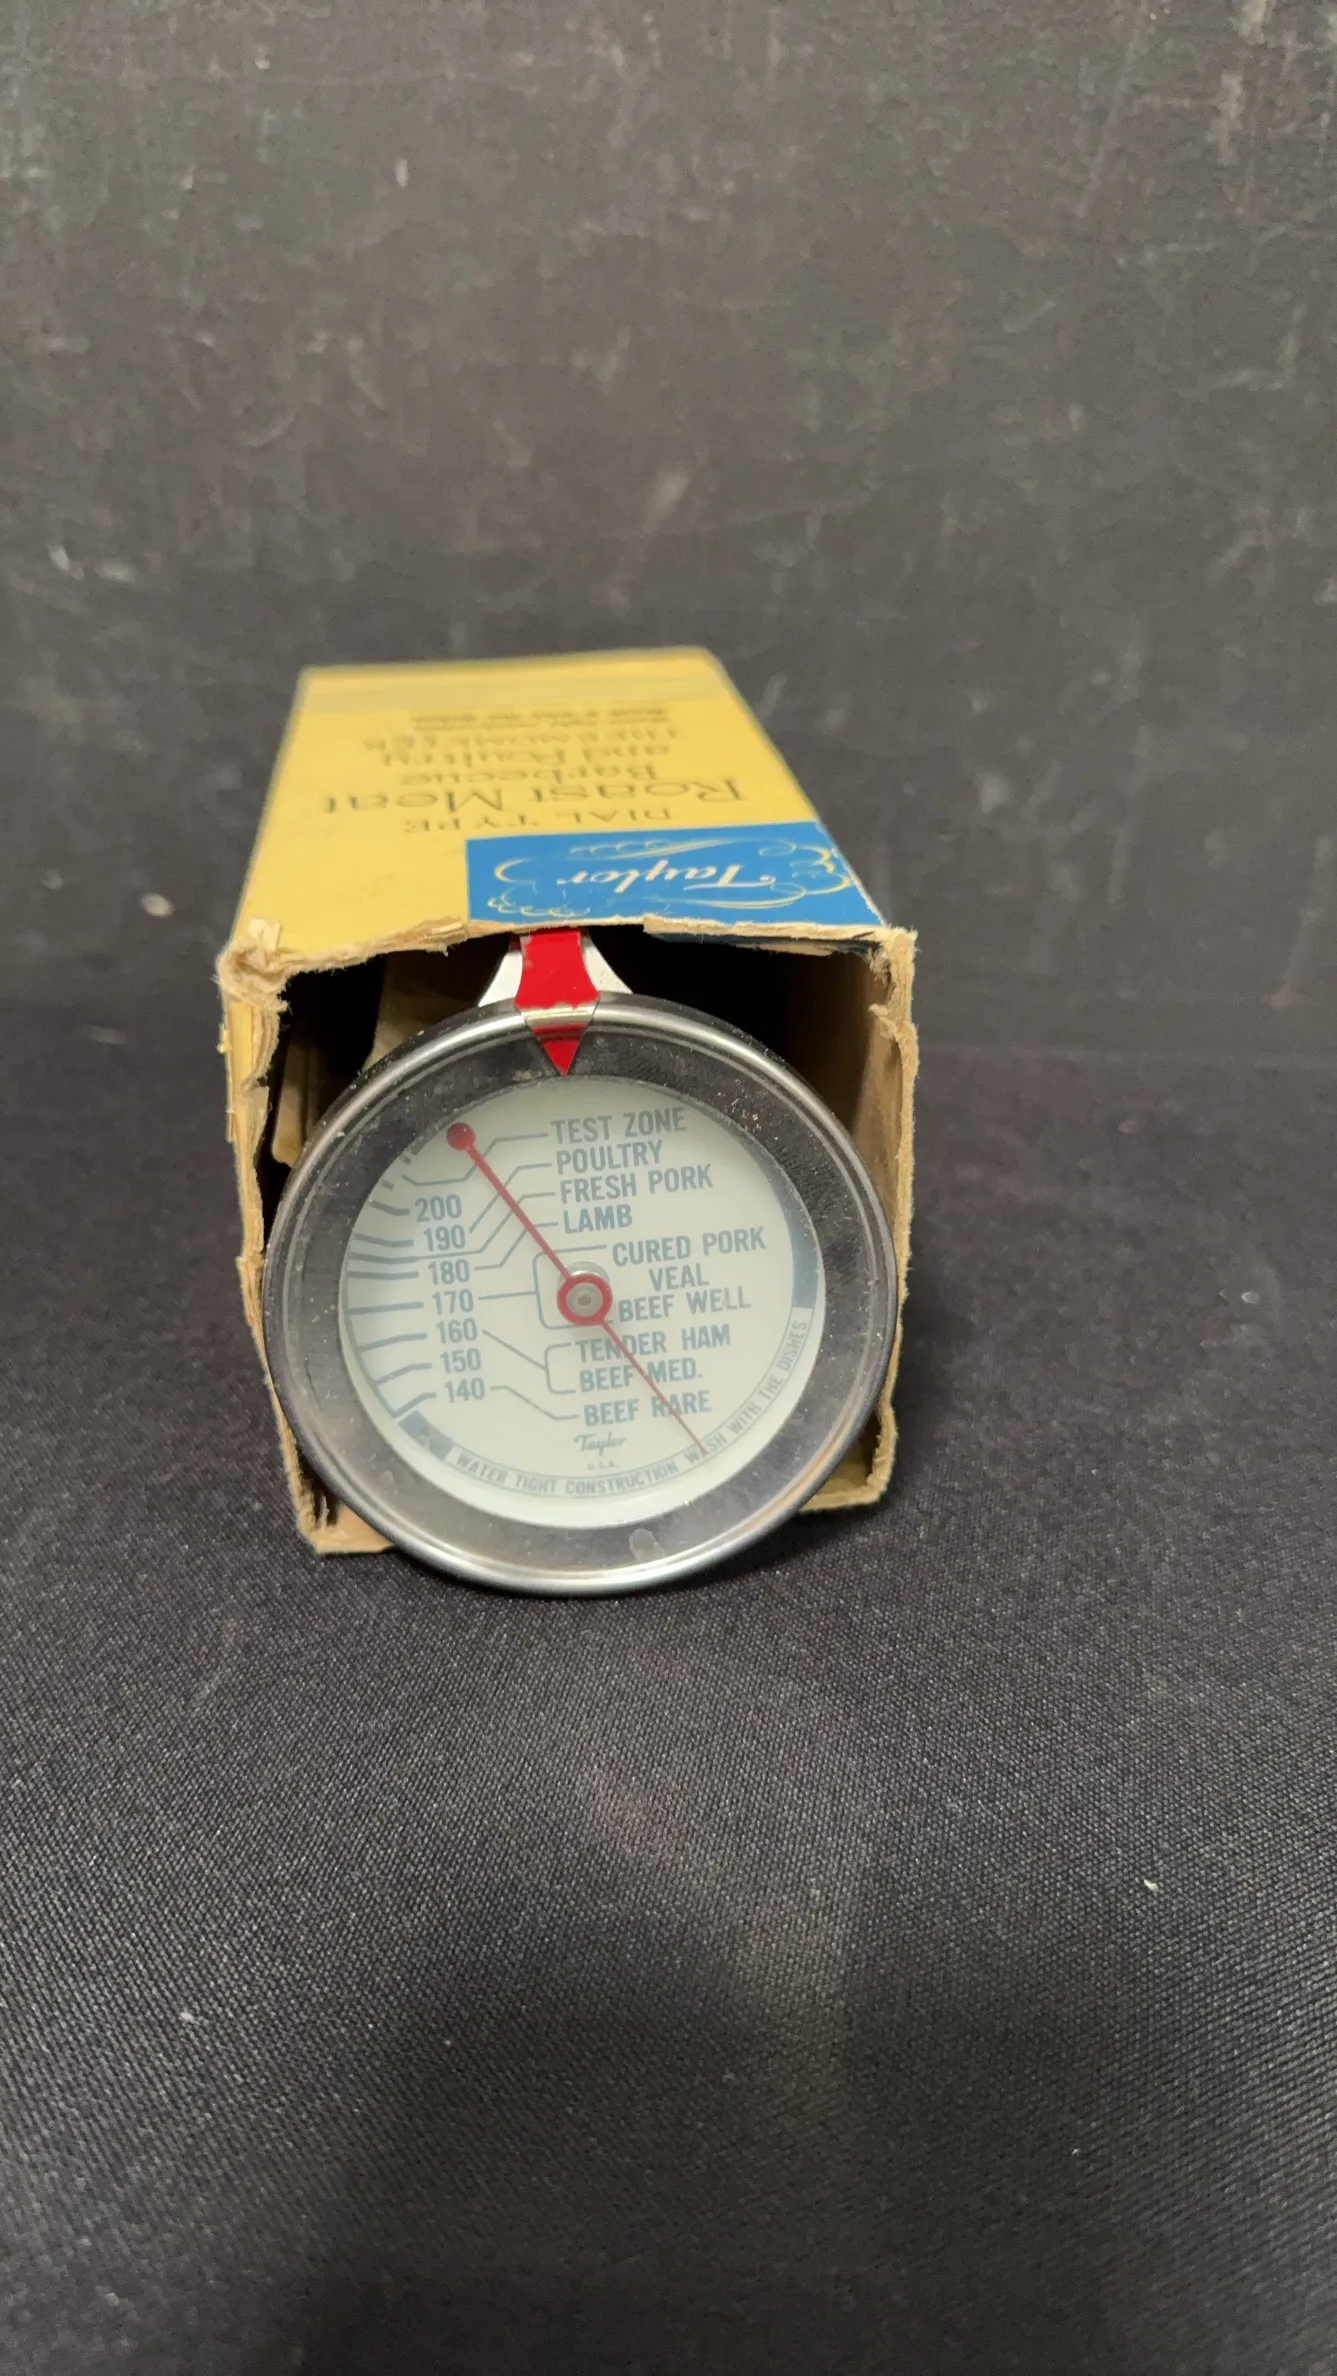 Taylor
DIAL TYPE
Roast Meat
Barbecue
and Poultry
THERMOMETER
TEST ZONE
POULTRY
FRESH PORK
LAMB
CURED PORK
VEAL
BEEF WELL
TENDER HAM
BEEF MED.
BEEF RARE
200
190
180
170
160
150
140
Taylor
U.S.A.
WATER TIGHT CONSTRUCTION WASH WITH THE DISHES